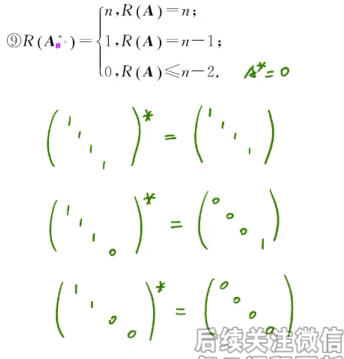 ⑨R(Aₙ*)={n,R(A)=n;
1,R(A)=n−1;
0,R(A)≤n−2. A*=0
(1 1 1 1)* = (1 1 1 1)
(1 1 1 0)* = (0 0 0 1)
(1 1 0 0)* = (0 0 0 0)
后续关注微信